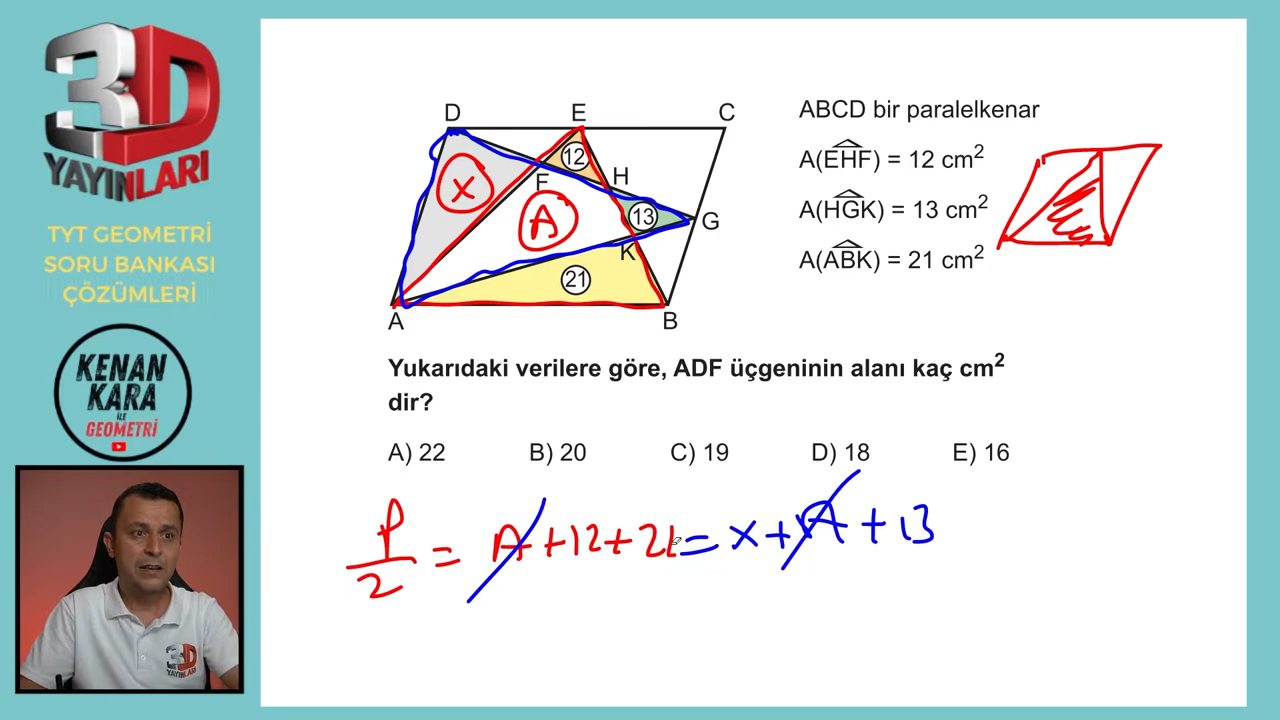 3D
YAYINLARI
TYT GEOMETRİ
SORU BANKASI
ÇÖZÜMLERİ
KENAN
KARA
İLE
GEOMETRİ
3D
YAYINLARI
D E C
12
X
F H
A 13 G
K
21
A B
ABCD bir paralelkenar
A(EHF) = 12 cm²
A(HGK) = 13 cm²
A(ABK) = 21 cm²
Yukarıdaki verilere göre, ADF üçgeninin alanı kaç cm²
dir?
A) 22 B) 20 C) 19 D) 18 E) 16
P/2 = A + 12 + 21 = x + A + 13